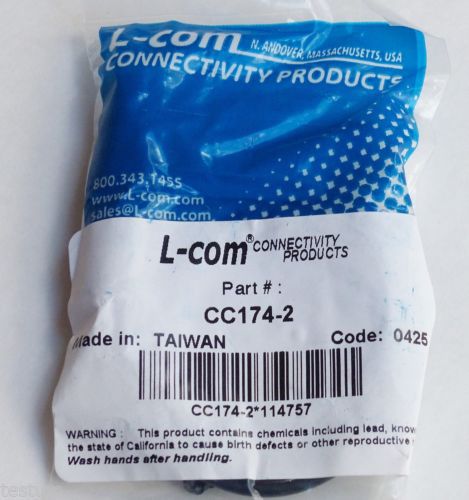 L-com N. ANDOVER, MASSACHUSETTS, USA
CONNECTIVITY PRODUCTS
800.343.1455
www.L-com.com
sales@L-com.com
L-com® CONNECTIVITY PRODUCTS
Part # :
CC174-2
Made in: TAIWAN Code: 0425
CC174-2*114757
WARNING : This product contains chemicals including lead, know
the state of California to cause birth defects or other reproductive
Wash hands after handling.